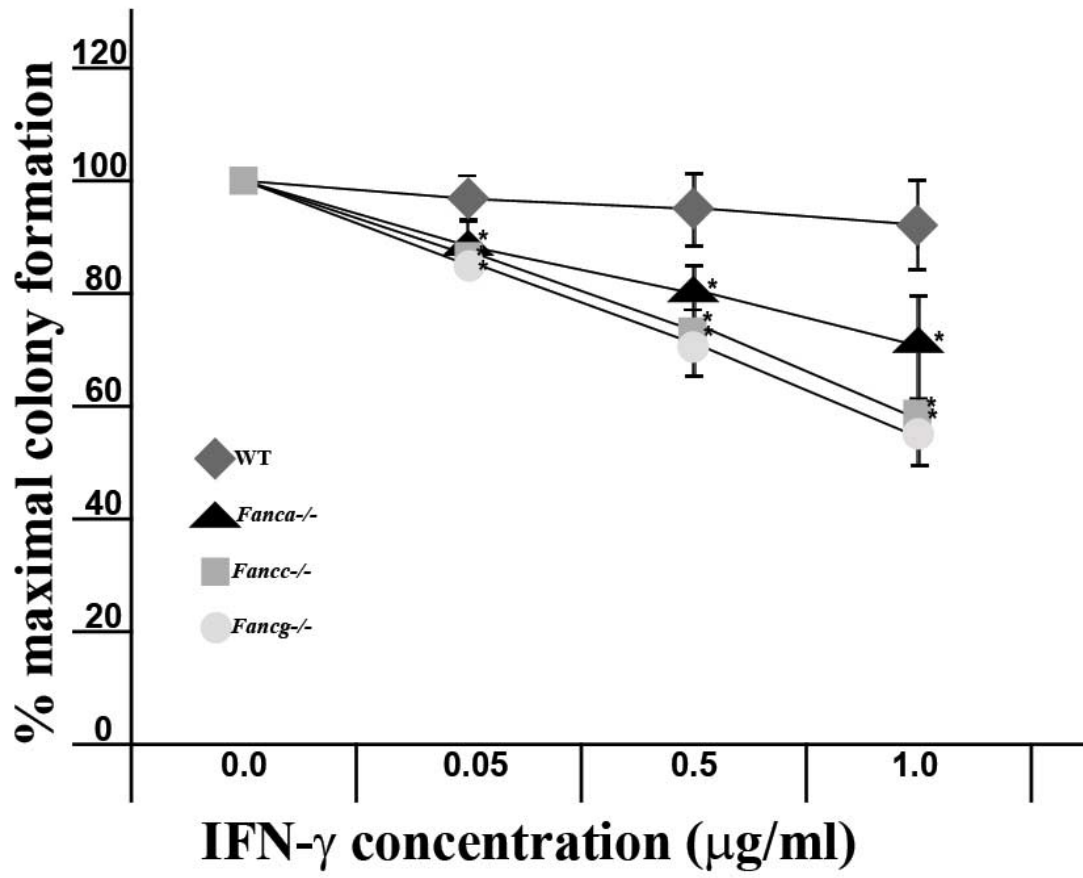 % maximal colony formation
120
100
80
60
40
20
0
*
*
*
*
*
*
*
*
*
WT
Fanca-/-
Fancc-/-
Fancg-/-
0.0 0.05 0.5 1.0
IFN-γ concentration (μg/ml)